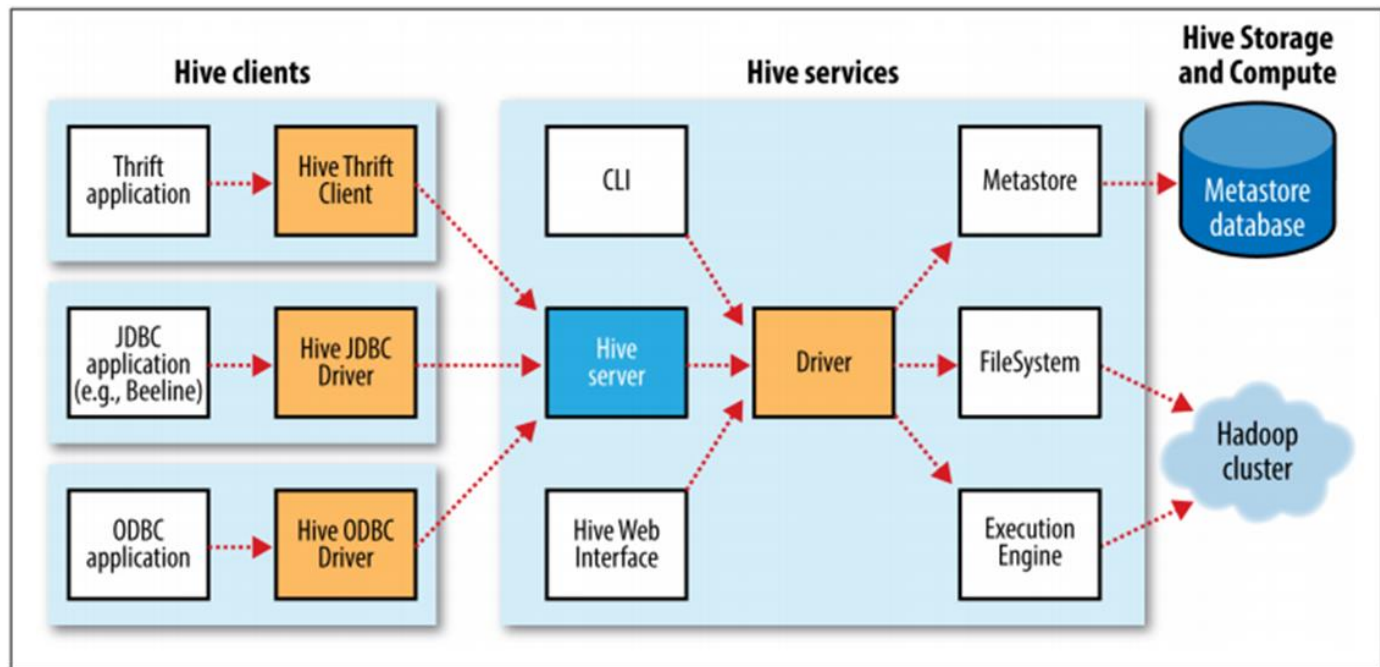 Hive clients
Hive services
Hive Storage
and Compute
Thrift
application
Hive Thrift
Client
CLI
Metastore
Metastore
database
JDBC
application
(e.g., Beeline)
Hive JDBC
Driver
Hive
server
Driver
FileSystem
Hadoop
cluster
ODBC
application
Hive ODBC
Driver
Hive Web
Interface
Execution
Engine